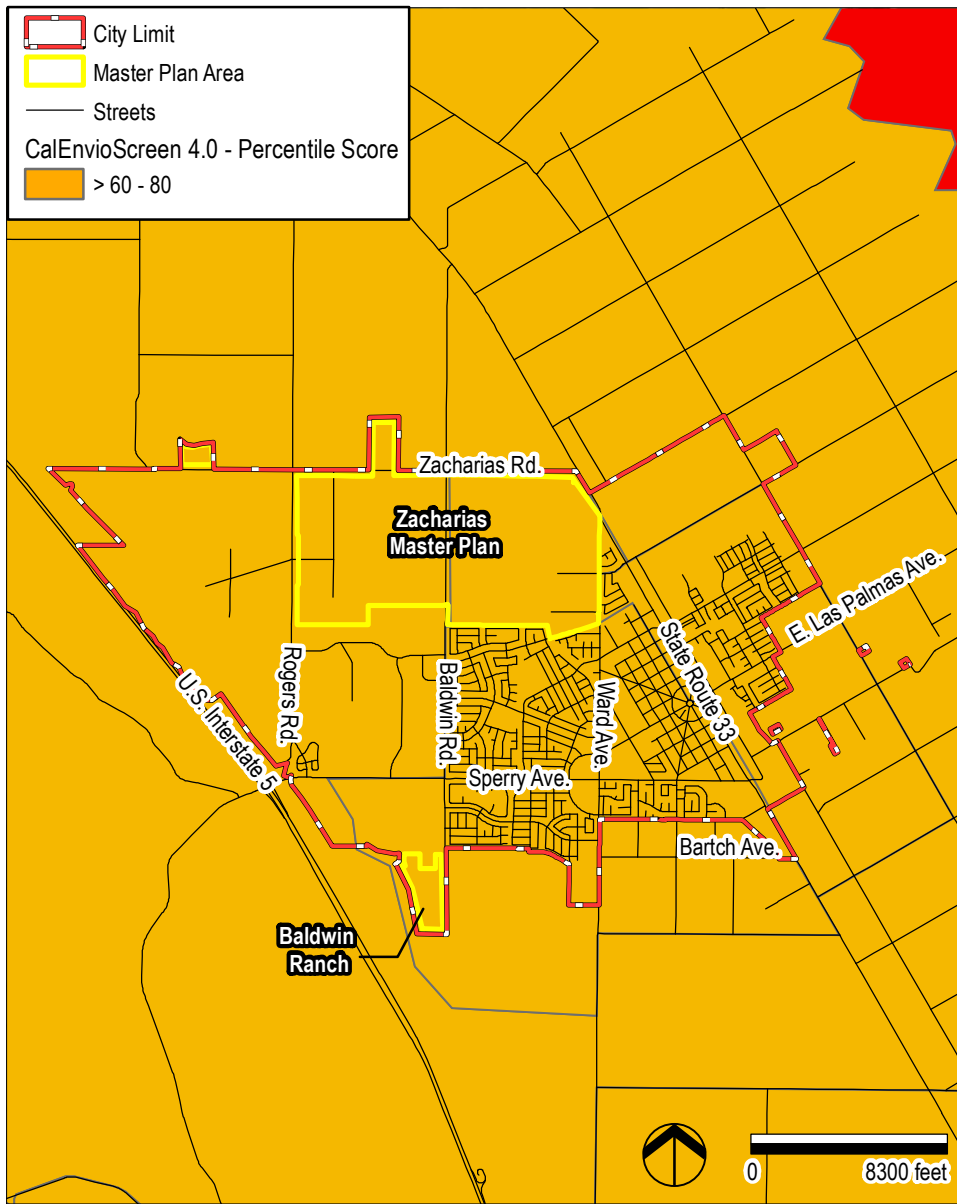 City Limit
Master Plan Area
Streets
CalEnvioScreen 4.0 - Percentile Score
> 60 - 80
Zacharias Rd.
Zacharias
Master Plan
E. Las Palmas Ave.
State Route 33
Rogers Rd.
Baldwin Rd.
Ward Ave.
U.S. Interstate 5
Sperry Ave.
Bartch Ave.
Baldwin
Ranch
0
8300 feet